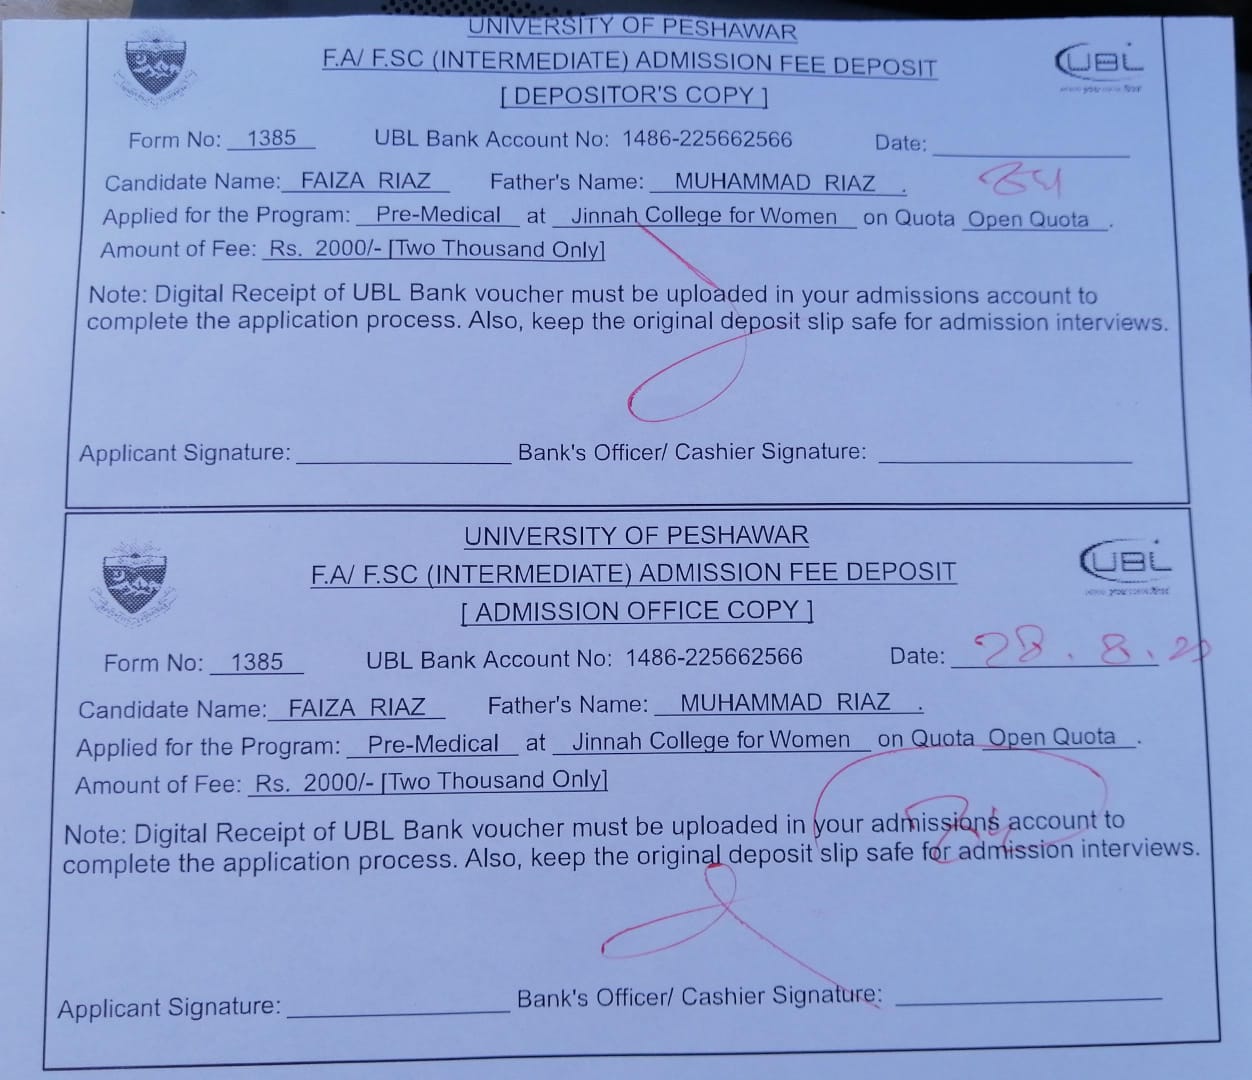 UNIVERSITY OF PESHAWAR
F.A/ F.SC (INTERMEDIATE) ADMISSION FEE DEPOSIT
[ DEPOSITOR'S COPY ]
UBL
Form No: 1385 UBL Bank Account No: 1486-225662566 Date:
Candidate Name: FAIZA RIAZ Father's Name: MUHAMMAD RIAZ .
Applied for the Program: Pre-Medical at Jinnah College for Women on Quota Open Quota .
Amount of Fee: Rs. 2000/- [Two Thousand Only]
Note: Digital Receipt of UBL Bank voucher must be uploaded in your admissions account to
complete the application process. Also, keep the original deposit slip safe for admission interviews.
Applicant Signature: Bank's Officer/ Cashier Signature:
UNIVERSITY OF PESHAWAR
F.A/ F.SC (INTERMEDIATE) ADMISSION FEE DEPOSIT
[ ADMISSION OFFICE COPY ]
UBL
Form No: 1385 UBL Bank Account No: 1486-225662566 Date: 28.8.20
Candidate Name: FAIZA RIAZ Father's Name: MUHAMMAD RIAZ .
Applied for the Program: Pre-Medical at Jinnah College for Women on Quota Open Quota .
Amount of Fee: Rs. 2000/- [Two Thousand Only]
Note: Digital Receipt of UBL Bank voucher must be uploaded in your admissions account to
complete the application process. Also, keep the original deposit slip safe for admission interviews.
Applicant Signature: Bank's Officer/ Cashier Signature: